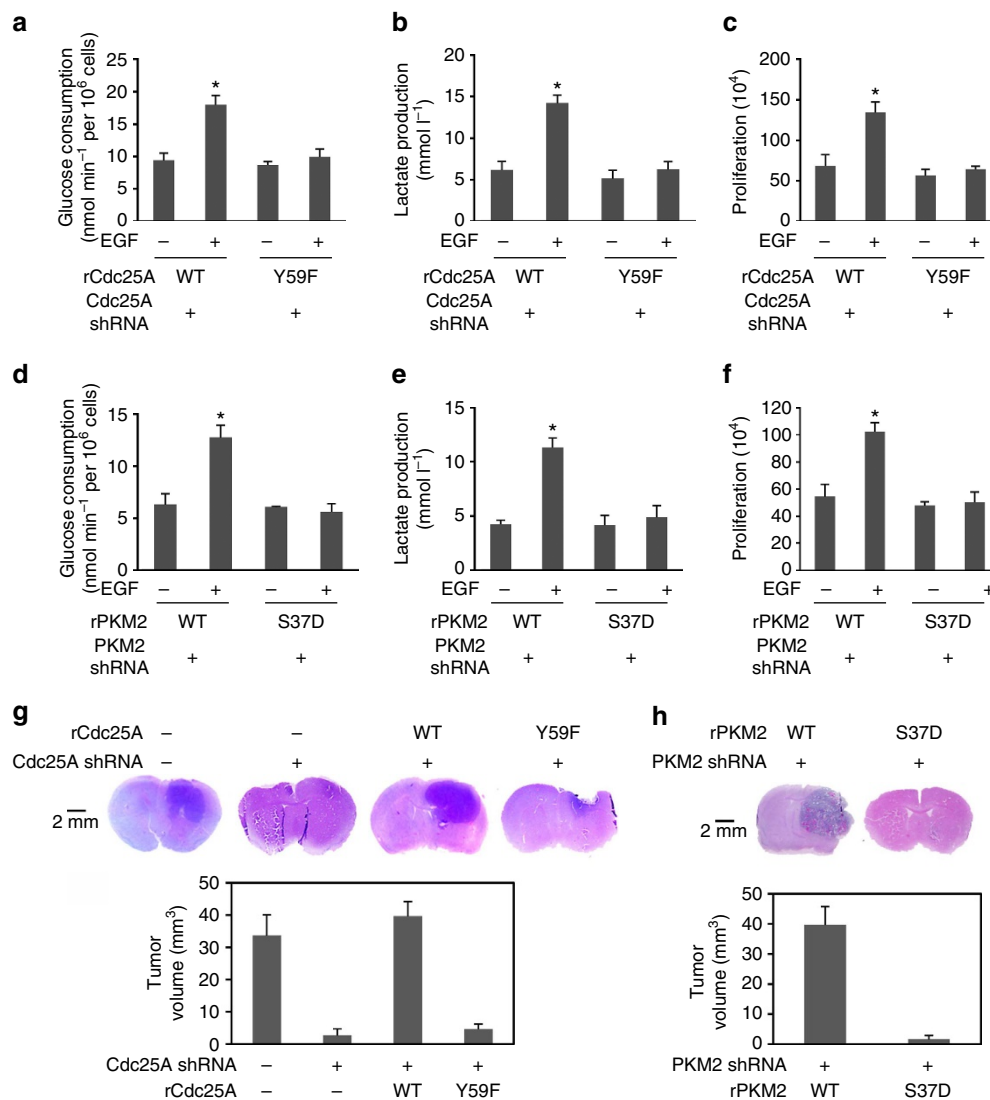 a
Glucose consumption
(nmol min⁻¹ per 10⁶ cells)
25
20
15
10
5
0
*
EGF – + – +
rCdc25A WT Y59F
Cdc25A
shRNA + +
b
Lactate production
(mmol l⁻¹)
20
15
10
5
0
*
EGF – + – +
rCdc25A WT Y59F
Cdc25A
shRNA + +
c
Proliferation (10⁴)
200
150
100
50
0
*
EGF – + – +
rCdc25A WT Y59F
Cdc25A
shRNA + +
d
Glucose consumption
(nmol min⁻¹ per 10⁶ cells)
15
10
5
0
*
EGF – + – +
rPKM2 WT S37D
PKM2
shRNA + +
e
Lactate production
(mmol l⁻¹)
15
10
5
0
*
EGF – + – +
rPKM2 WT S37D
PKM2
shRNA + +
f
Proliferation (10⁴)
120
100
80
60
40
20
0
*
EGF – + – +
rPKM2 WT S37D
PKM2
shRNA + +
g
rCdc25A – – WT Y59F
Cdc25A shRNA – + + +
2 mm
Tumor
volume (mm³)
50
40
30
20
10
0
Cdc25A shRNA – + + +
rCdc25A – – WT Y59F
h
rPKM2 WT S37D
PKM2 shRNA + +
2 mm
Tumor
volume (mm³)
50
40
30
20
10
0
PKM2 shRNA + +
rPKM2 WT S37D